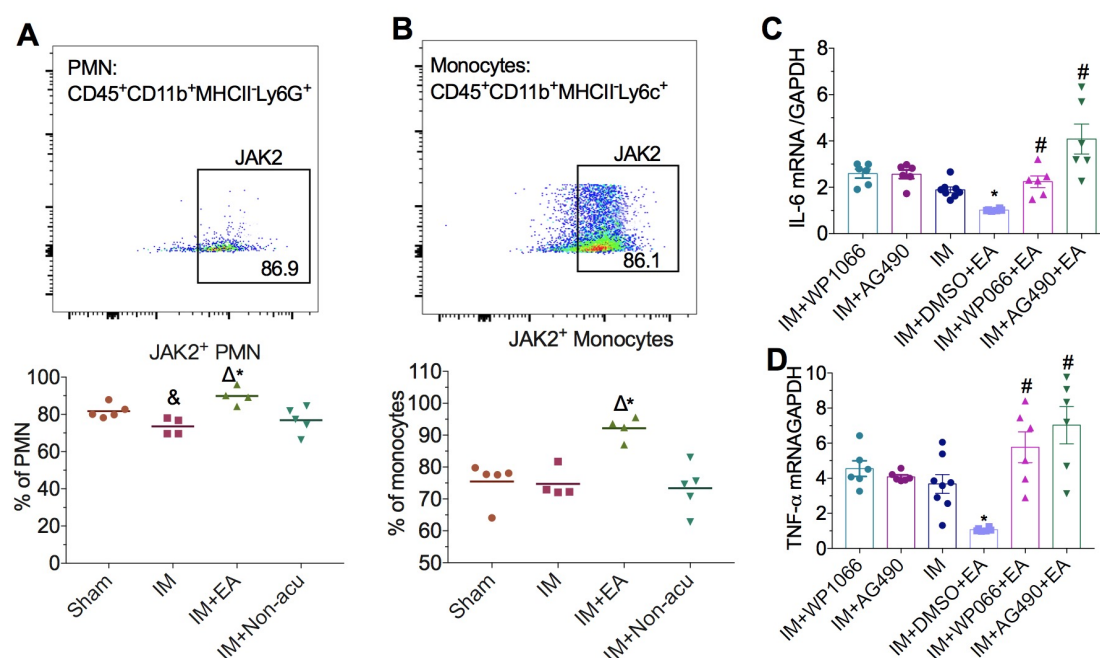 A
PMN:
CD45⁺CD11b⁺MHCII⁻Ly6G⁺
JAK2
86.9
JAK2⁺ PMN
% of PMN
100
80
60
40
20
0
&
Δ*
Sham
IM
IM+EA
IM+Non-acu
B
Monocytes:
CD45⁺CD11b⁺MHCII⁻Ly6c⁺
JAK2
86.1
JAK2⁺ Monocytes
% of monocytes
110
100
90
80
70
60
50
Δ*
Sham
IM
IM+EA
IM+Non-acu
C
IL-6 mRNA /GAPDH
8
6
4
2
0
*
#
#
IM+WP1066
IM+AG490
IM
IM+DMSO+EA
IM+WP066+EA
IM+AG490+EA
D
TNF-α mRNAGAPDH
10
8
6
4
2
0
*
#
#
IM+WP1066
IM+AG490
IM
IM+DMSO+EA
IM+WP066+EA
IM+AG490+EA